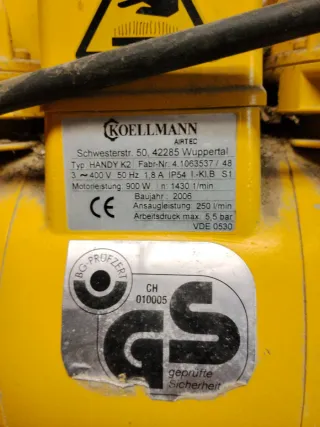 KOELLMANN
AIRTEC
Schwesterstr. 50, 42285 Wuppertal
Typ HANDY K2 Fabr-Nr. 4.1063537 / 48
3 ~ 400 V 50 Hz 1,8 A IP54 I.-Kl.B S1
Motorleistung: 900 W n: 1430 1/min
Baujahr: 2006
Ansaugleistung: 250 l/min
Arbeitsdruck max. 5,5 bar
CE
VDE 0530
BG-PRÜFZERT
CH
010005
GS
geprüfte
Sicherheit